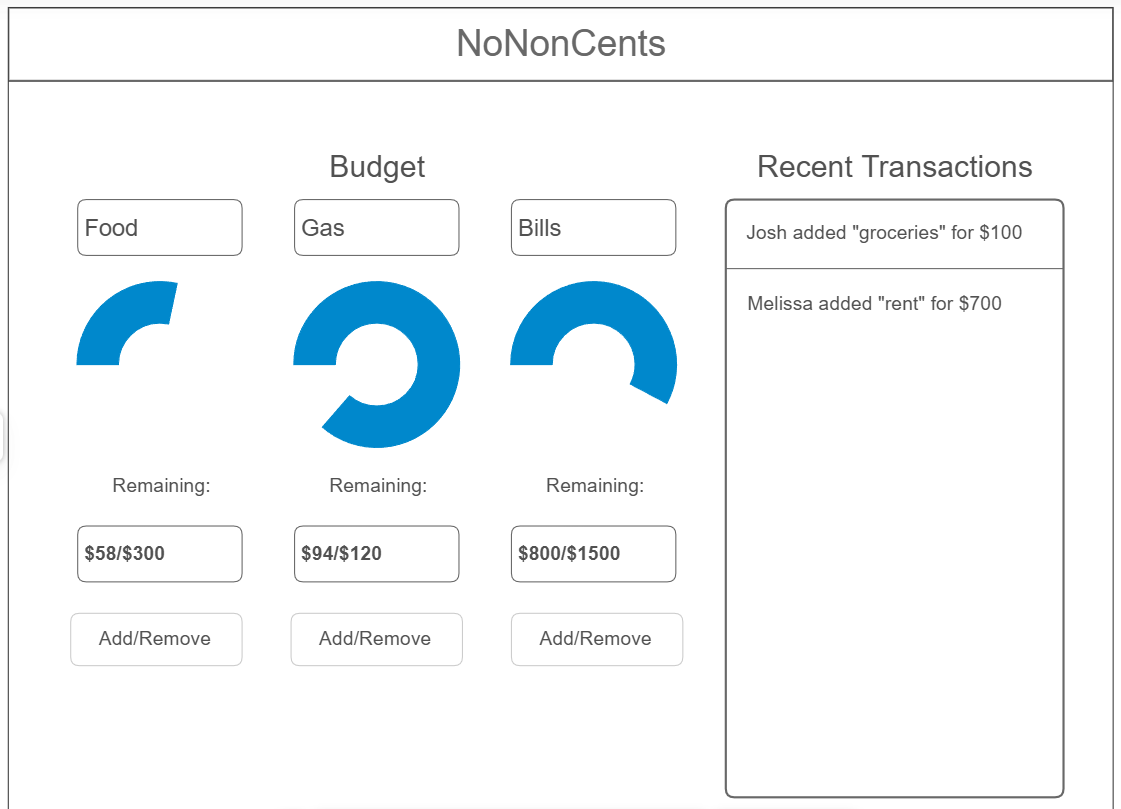 NoNonCents
Budget
Food
Gas
Bills
Remaining:
Remaining:
Remaining:
$58/$300
$94/$120
$800/$1500
Add/Remove
Add/Remove
Add/Remove
Recent Transactions
Josh added "groceries" for $100
Melissa added "rent" for $700